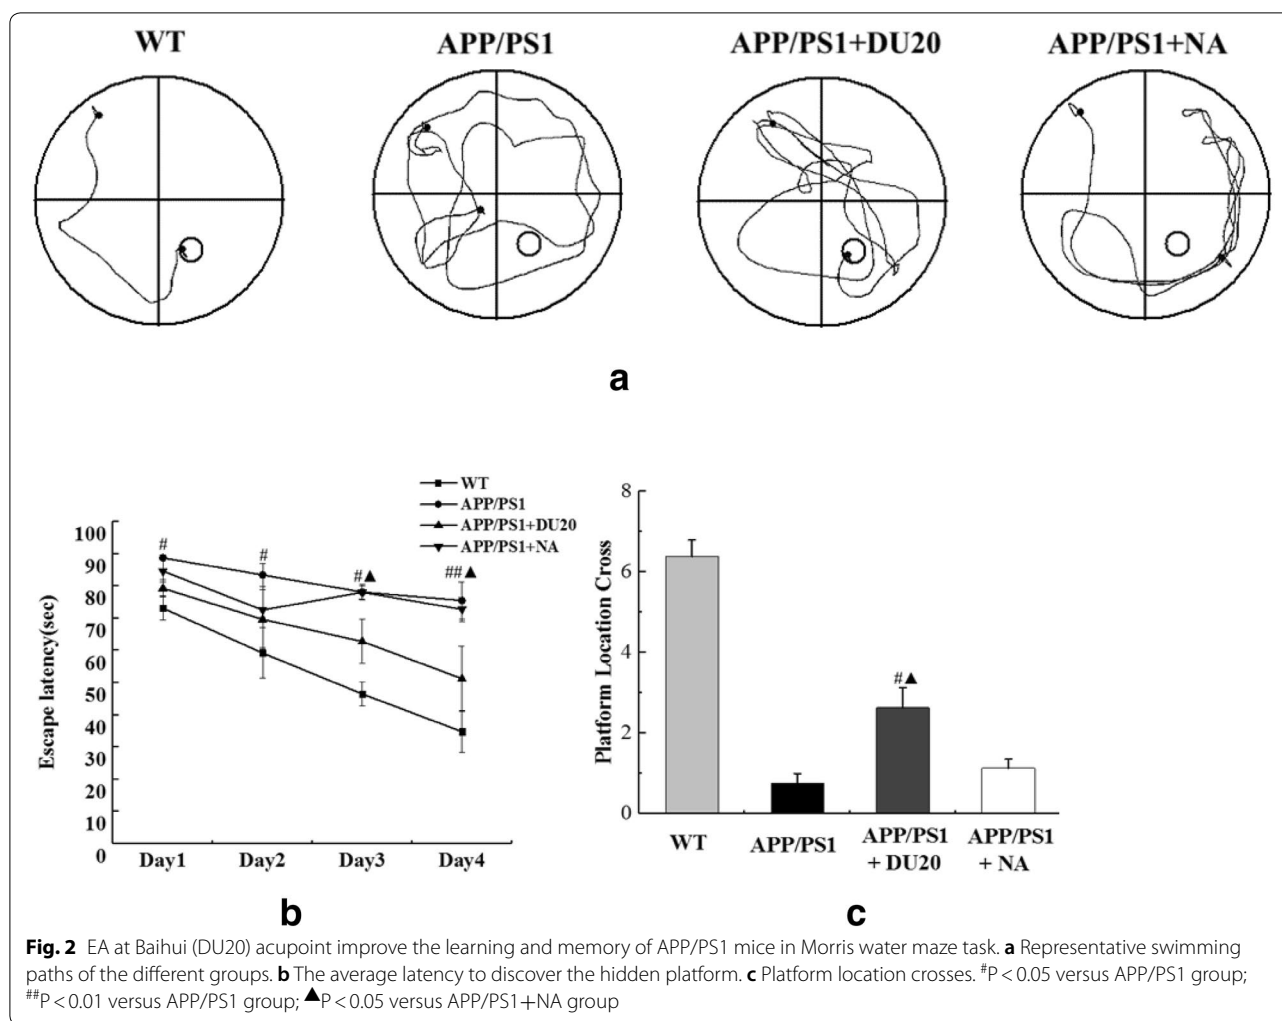 WT
APP/PS1
APP/PS1+DU20
APP/PS1+NA
a
WT
APP/PS1
APP/PS1+DU20
APP/PS1+NA
Escape latency(sec)
100
90
80
70
60
50
40
30
20
10
0
#
#
#▲
##▲
Day1
Day2
Day3
Day4
b
Platform Location Cross
8
6
4
2
0
#▲
WT
APP/PS1
APP/PS1
+ DU20
APP/PS1
+ NA
c
Fig. 2 EA at Baihui (DU20) acupoint improve the learning and memory of APP/PS1 mice in Morris water maze task. a Representative swimming
paths of the different groups. b The average latency to discover the hidden platform. c Platform location crosses. #P < 0.05 versus APP/PS1 group;
##P < 0.01 versus APP/PS1 group; ▲P < 0.05 versus APP/PS1+NA group